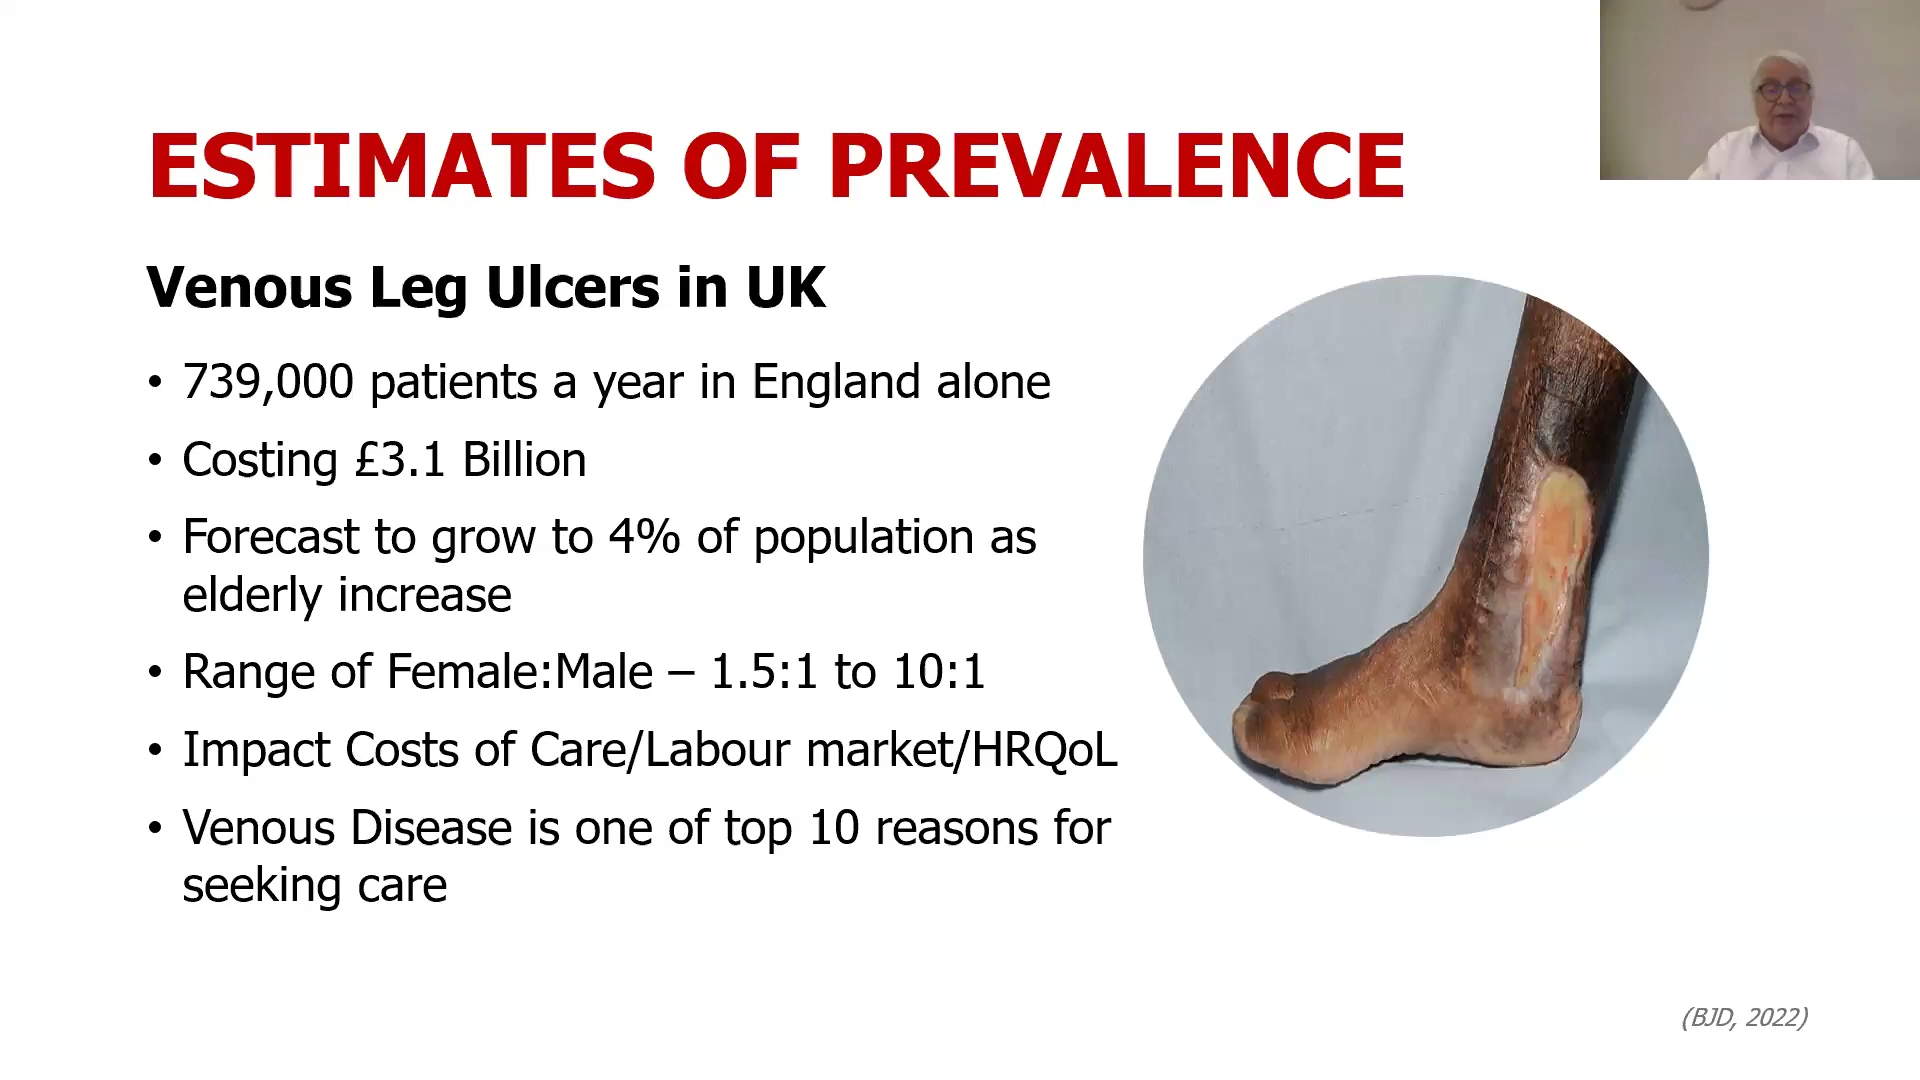 ESTIMATES OF PREVALENCE
Venous Leg Ulcers in UK
• 739,000 patients a year in England alone
• Costing £3.1 Billion
• Forecast to grow to 4% of population as
elderly increase
• Range of Female:Male – 1.5:1 to 10:1
• Impact Costs of Care/Labour market/HRQoL
• Venous Disease is one of top 10 reasons for
seeking care
(BJD, 2022)